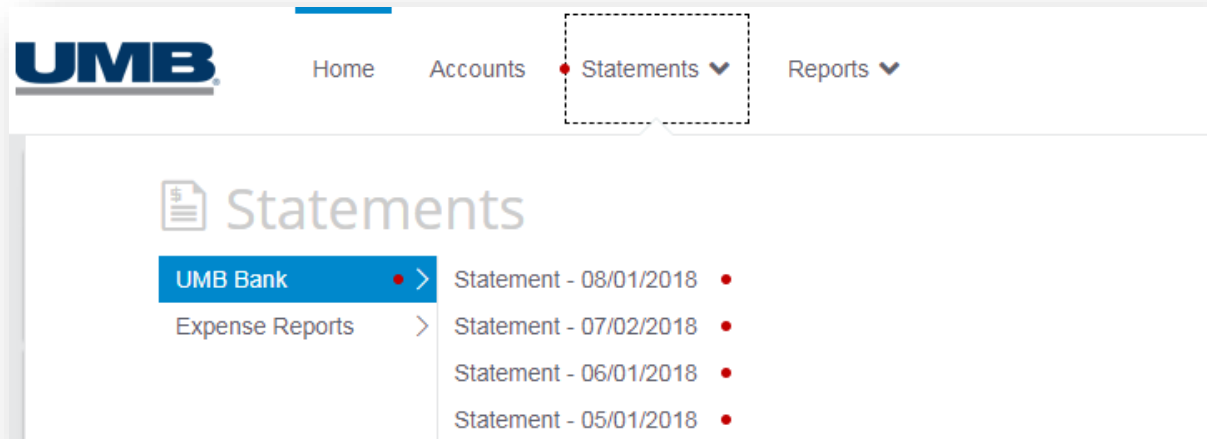 UMB
Home Accounts Statements Reports
Statements
UMB Bank
Expense Reports
Statement - 08/01/2018
Statement - 07/02/2018
Statement - 06/01/2018
Statement - 05/01/2018